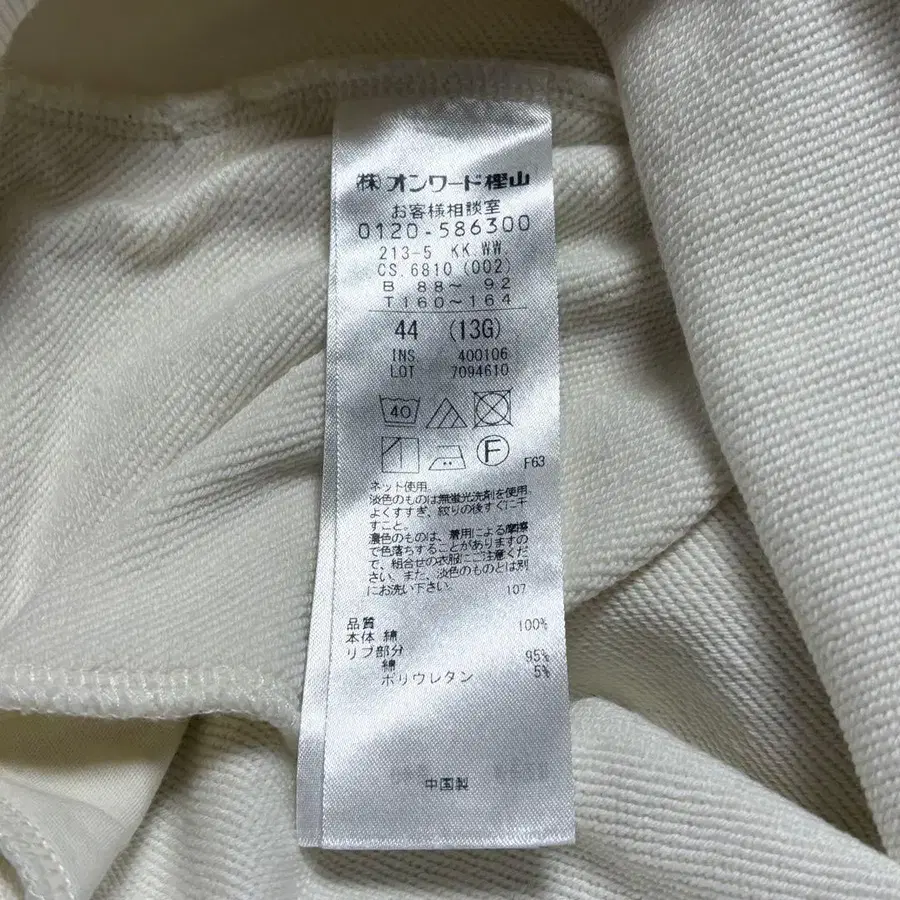 ㈱オンワード樫山
お客様相談室
0120-586300
213-5 KK.WW.
CS.6810 (002)
B 88～ 92
T160～164
44 (13G)
INS. 400106
LOT 7094610
40
F
F63
ネット使用。
淡色のものは無蛍光洗剤を使用。
よくすすぎ、絞りの後すぐに干
すこと。
濃色のものは、着用による摩擦
で色落ちすることがありますの
で、組合せの衣服にご注意くだ
さい。また、淡色のものとは別
にお洗い下さい。
107
品質
本体 綿 100%
リブ部分
綿 95%
ポリウレタン 5%
中国製